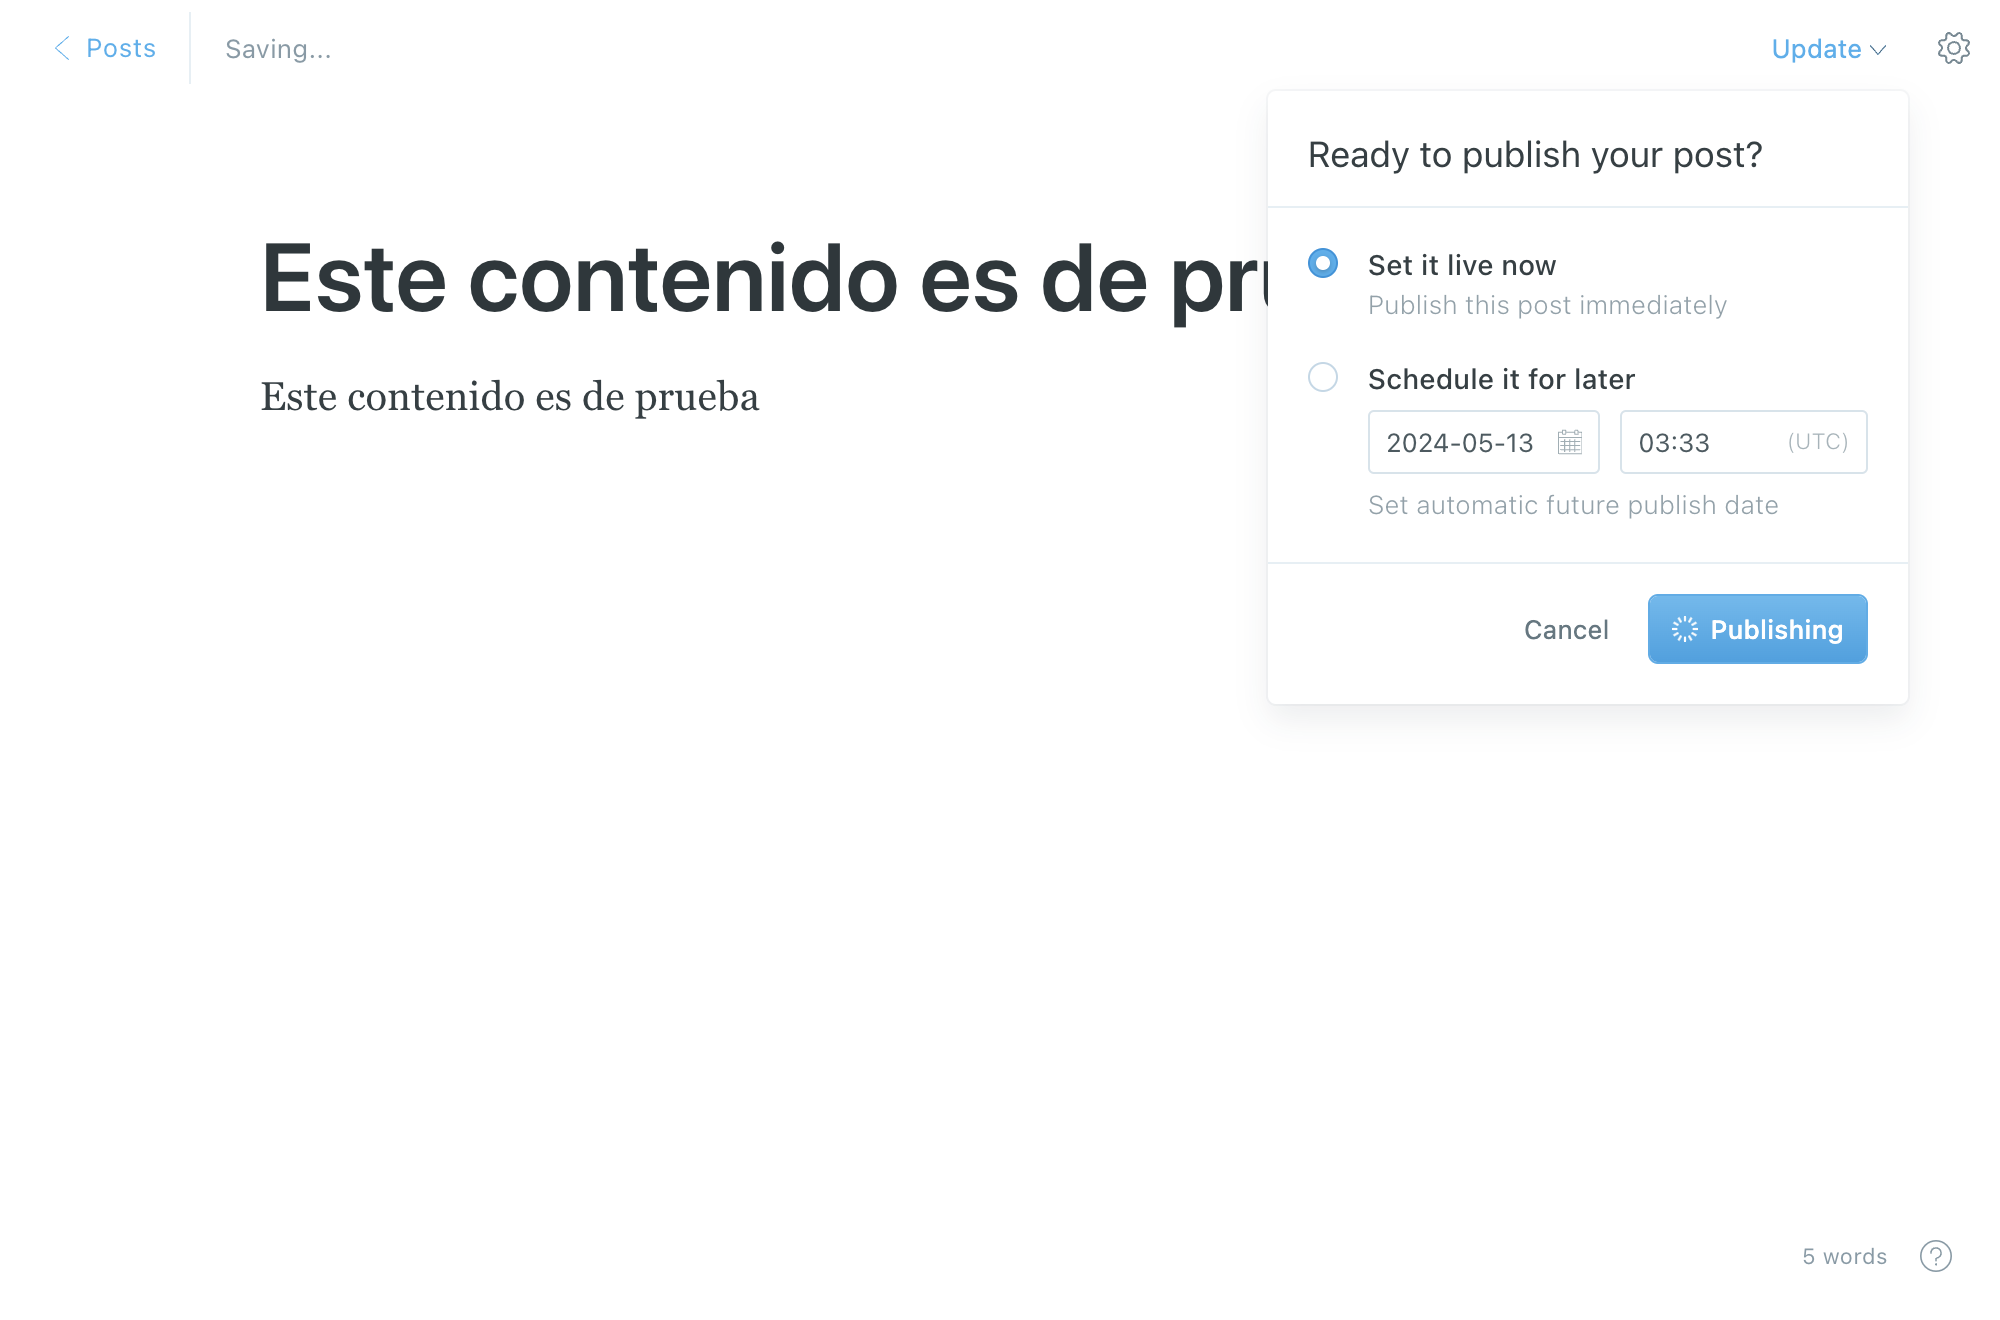 Posts
Saving...
Update
Ready to publish your post?
Este contenido es de
Set it live now
Publish this post immediately
Este contenido es de prueba
Schedule it for later
2024-05-13
03:33 (UTC)
Set automatic future publish date
Cancel
Publishing
5 words
?